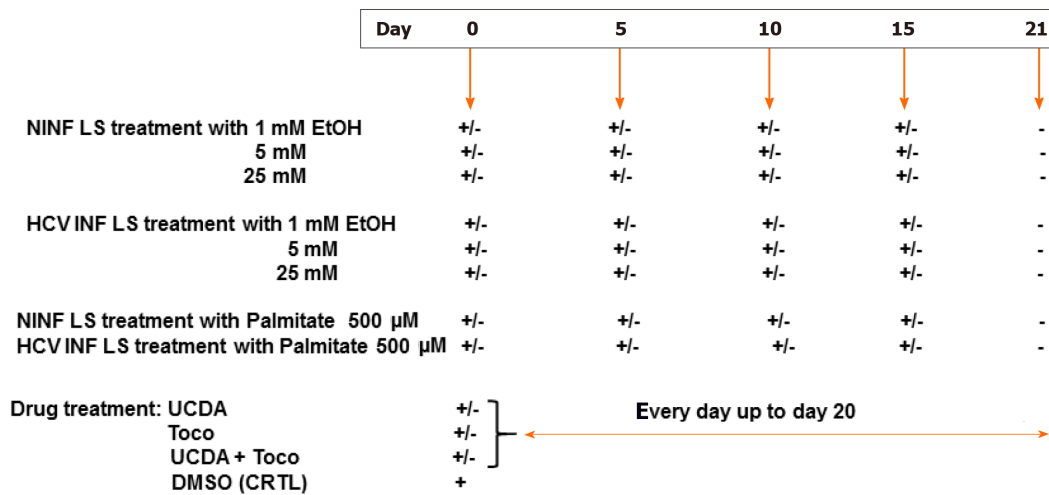 Day 0 5 10 15 21
NINF LS treatment with 1 mM EtOH +/- +/- +/- +/- -
5 mM +/- +/- +/- +/- -
25 mM +/- +/- +/- +/- -
HCV INF LS treatment with 1 mM EtOH +/- +/- +/- +/- -
5 mM +/- +/- +/- +/- -
25 mM +/- +/- +/- +/- -
NINF LS treatment with Palmitate 500 µM +/- +/- +/- +/- -
HCV INF LS treatment with Palmitate 500 µM +/- +/- +/- +/- -
Drug treatment: UCDA +/- Every day up to day 20
Toco +/-
UCDA + Toco +/-
DMSO (CRTL) +